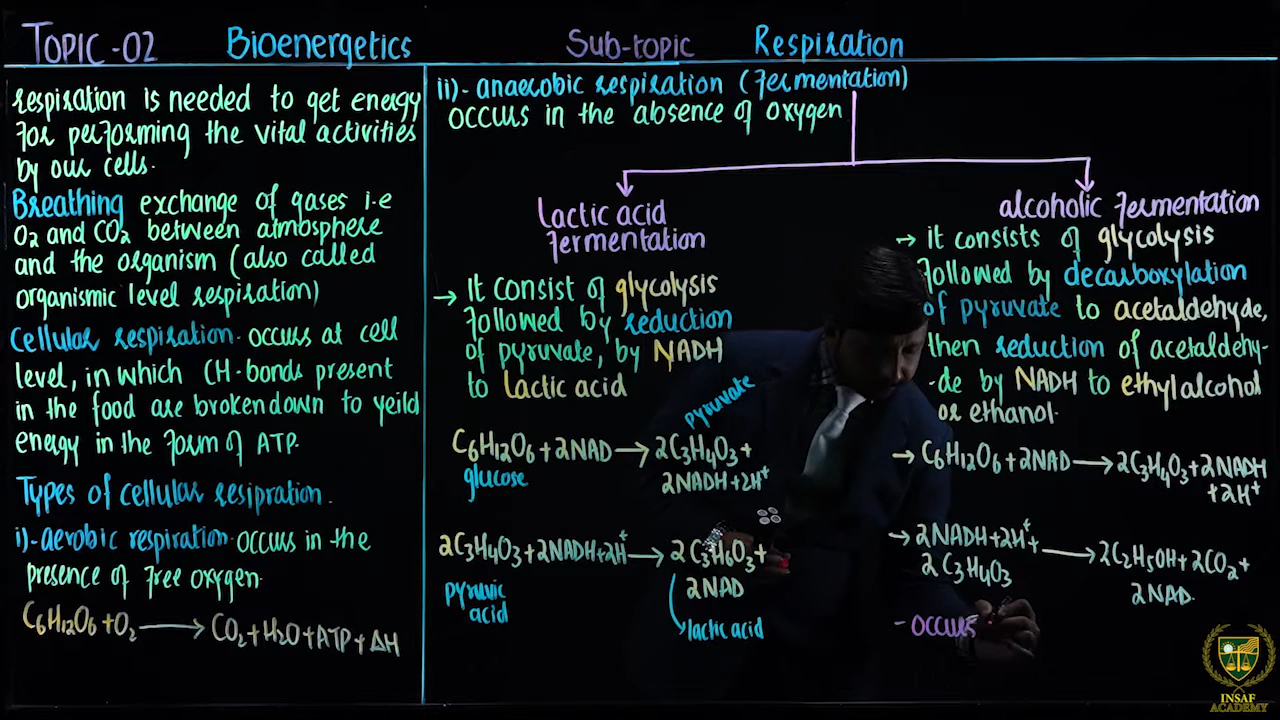 TOPIC-02 Bioenergetics Sub-topic Respiration
respiration is needed to get energy
for performing the vital activities
by our cells.
Breathing exchange of gases i.e
O₂ and CO₂ between atmosphere
and the organism (also called
organismic level respiration)
Cellular respiration. occurs at cell
level, in which CH-bonds present
in the food are broken down to yeild
energy in the form of ATP.
Types of cellular resipration.
i)- aerobic respiration. occurs in the
presence of free oxygen.
C₆H₁₂O₆ + O₂ → CO₂ + H₂O + ATP + ΔH
ii)- anaerobic respiration (fermentation)
occurs in the absence of oxygen
Lactic acid
fermentation
→ It consist of glycolysis
followed by reduction
of pyruvate, by NADH
to lactic acid
pyruvate
C₆H₁₂O₆ + 2NAD → 2C₃H₄O₃ +
glucose
2NADH + 2H⁺
2C₃H₄O₃ + 2NADH + 2H⁺ → 2C₃H₆O₃ +
pyruvic
acid
2NAD
lactic acid
alcoholic fermentation
→ It consists of glycolysis
followed by decarboxylation
of pyruvate to acetaldehyde,
then reduction of acetaldehy-
-de by NADH to ethyl alcohol
or ethanol.
→ C₆H₁₂O₆ + 2NAD → 2C₃H₄O₃ + 2NADH
+ 2H⁺
→ 2NADH + 2H⁺ + → 2C₂H₅OH + 2CO₂ +
2C₃H₄O₃
2NAD.
- occurs
INSAF
ACADEMY